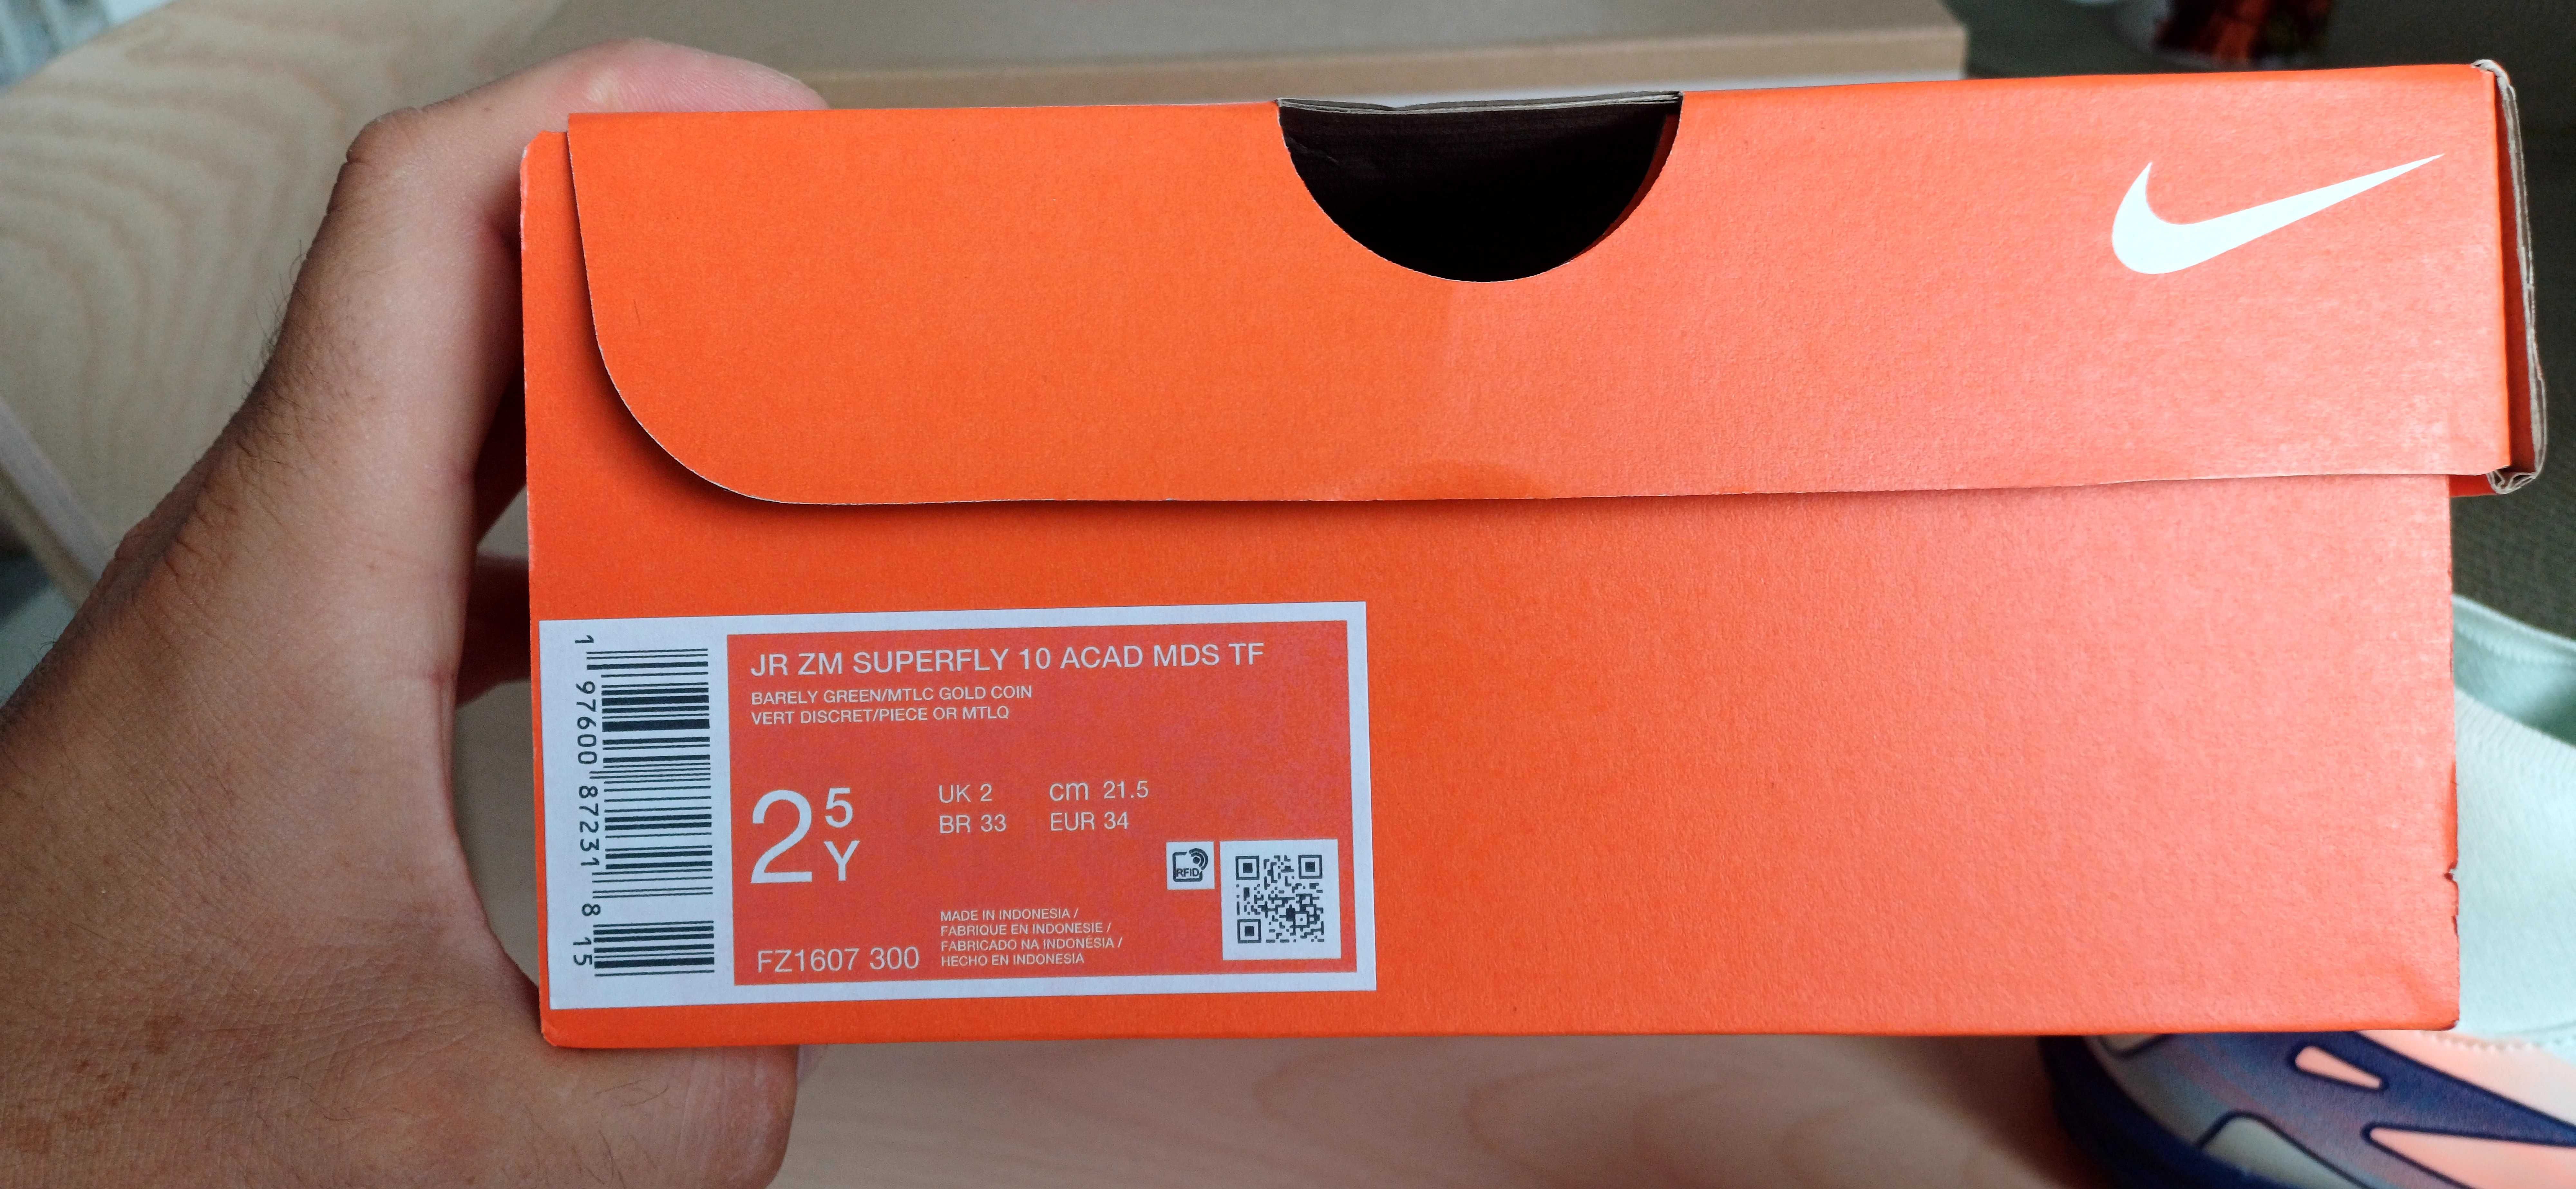 JR ZM SUPERFLY 10 ACAD MDS TF
BARELY GREEN/MTLC GOLD COIN
VERT DISCRET/PIECE OR MTLQ
2 5 Y
UK 2 cm 21.5
BR 33 EUR 34
RFID
MADE IN INDONESIA /
FABRIQUE EN INDONESIE /
FABRICADO NA INDONÉSIA /
HECHO EN INDONESIA
FZ1607 300
1 97600 87231 8 15